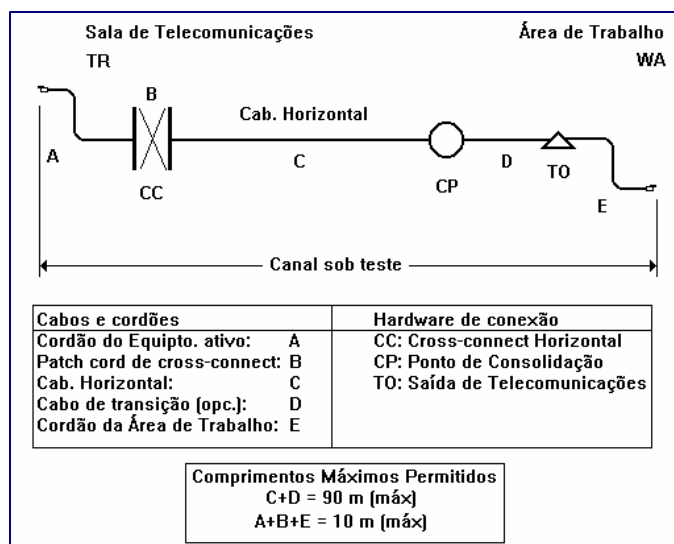 Sala de Telecomunicações
Área de Trabalho
TR
WA
B
Cab. Horizontal
A
C
D
CC
CP
TO
E
Canal sob teste
Cabos e cordões
Cordão do Equipto. ativo: A
Patch cord de cross-connect: B
Cab. Horizontal: C
Cabo de transição (opc.): D
Cordão da Área de Trabalho: E
Hardware de conexão
CC: Cross-connect Horizontal
CP: Ponto de Consolidação
TO: Saída de Telecomunicações
Comprimentos Máximos Permitidos
C+D = 90 m (máx)
A+B+E = 10 m (máx)